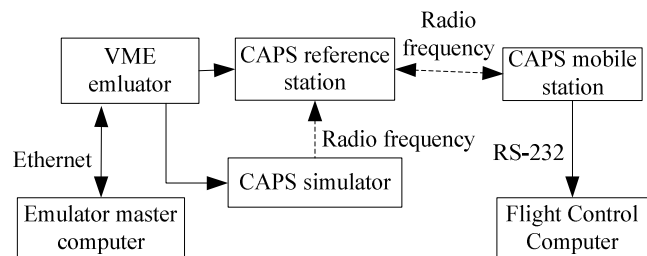 Radio
frequency
VME
emluator
CAPS reference
station
CAPS mobile
station
Ethernet
Radio frequency
RS-232
CAPS simulator
Emulator master
computer
Flight Control
Computer